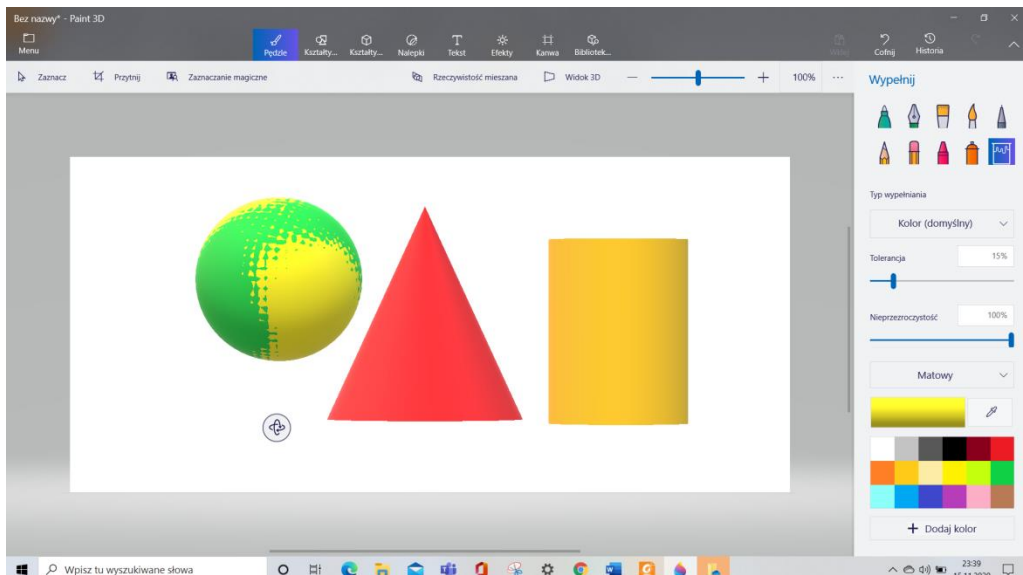 Bez nazwy* - Paint 3D
Menu
Pędzle
Kształty...
Kształty...
Nalepki
Tekst
Efekty
Kanwa
Bibliotek...
Cofnij
Historia
Zaznacz
Przytnij
Zaznaczanie magiczne
Rzeczywistość mieszana
Widok 3D
100%
Wypełnij
Typ wypełniania
Kolor (domyślny)
Tolerancja
15%
Nieprzezroczystość
100%
Matowy
Dodaj kolor
Wpisz tu wyszukiwane słowa
23:39